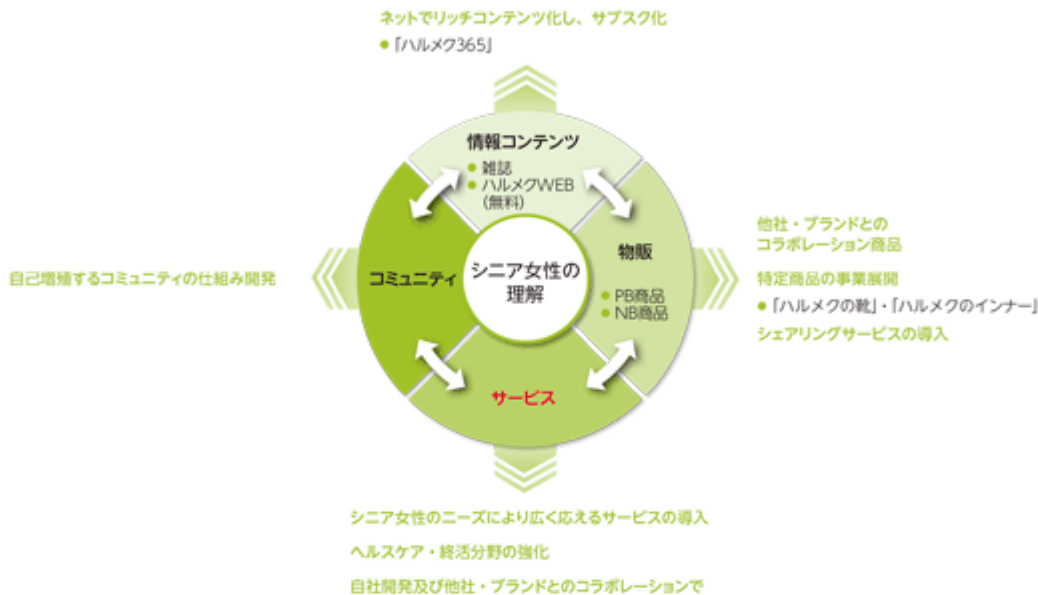 ネットでリッチコンテンツ化し、サブスク化
● 「ハルメク365」
情報コンテンツ
● 雑誌
● ハルメクWEB
（無料）
他社・ブランドとの
コラボレーション商品
物販
自己増殖するコミュニティの仕組み開発
コミュニティ
シニア女性の
理解
特定商品の事業展開
● PB商品
● NB商品
● 「ハルメクの靴」・「ハルメクのインナー」
シェアリングサービスの導入
サービス
シニア女性のニーズにより広く応えるサービスの導入
ヘルスケア・終活分野の強化
自社開発及び他社・ブランドとのコラボレーションで